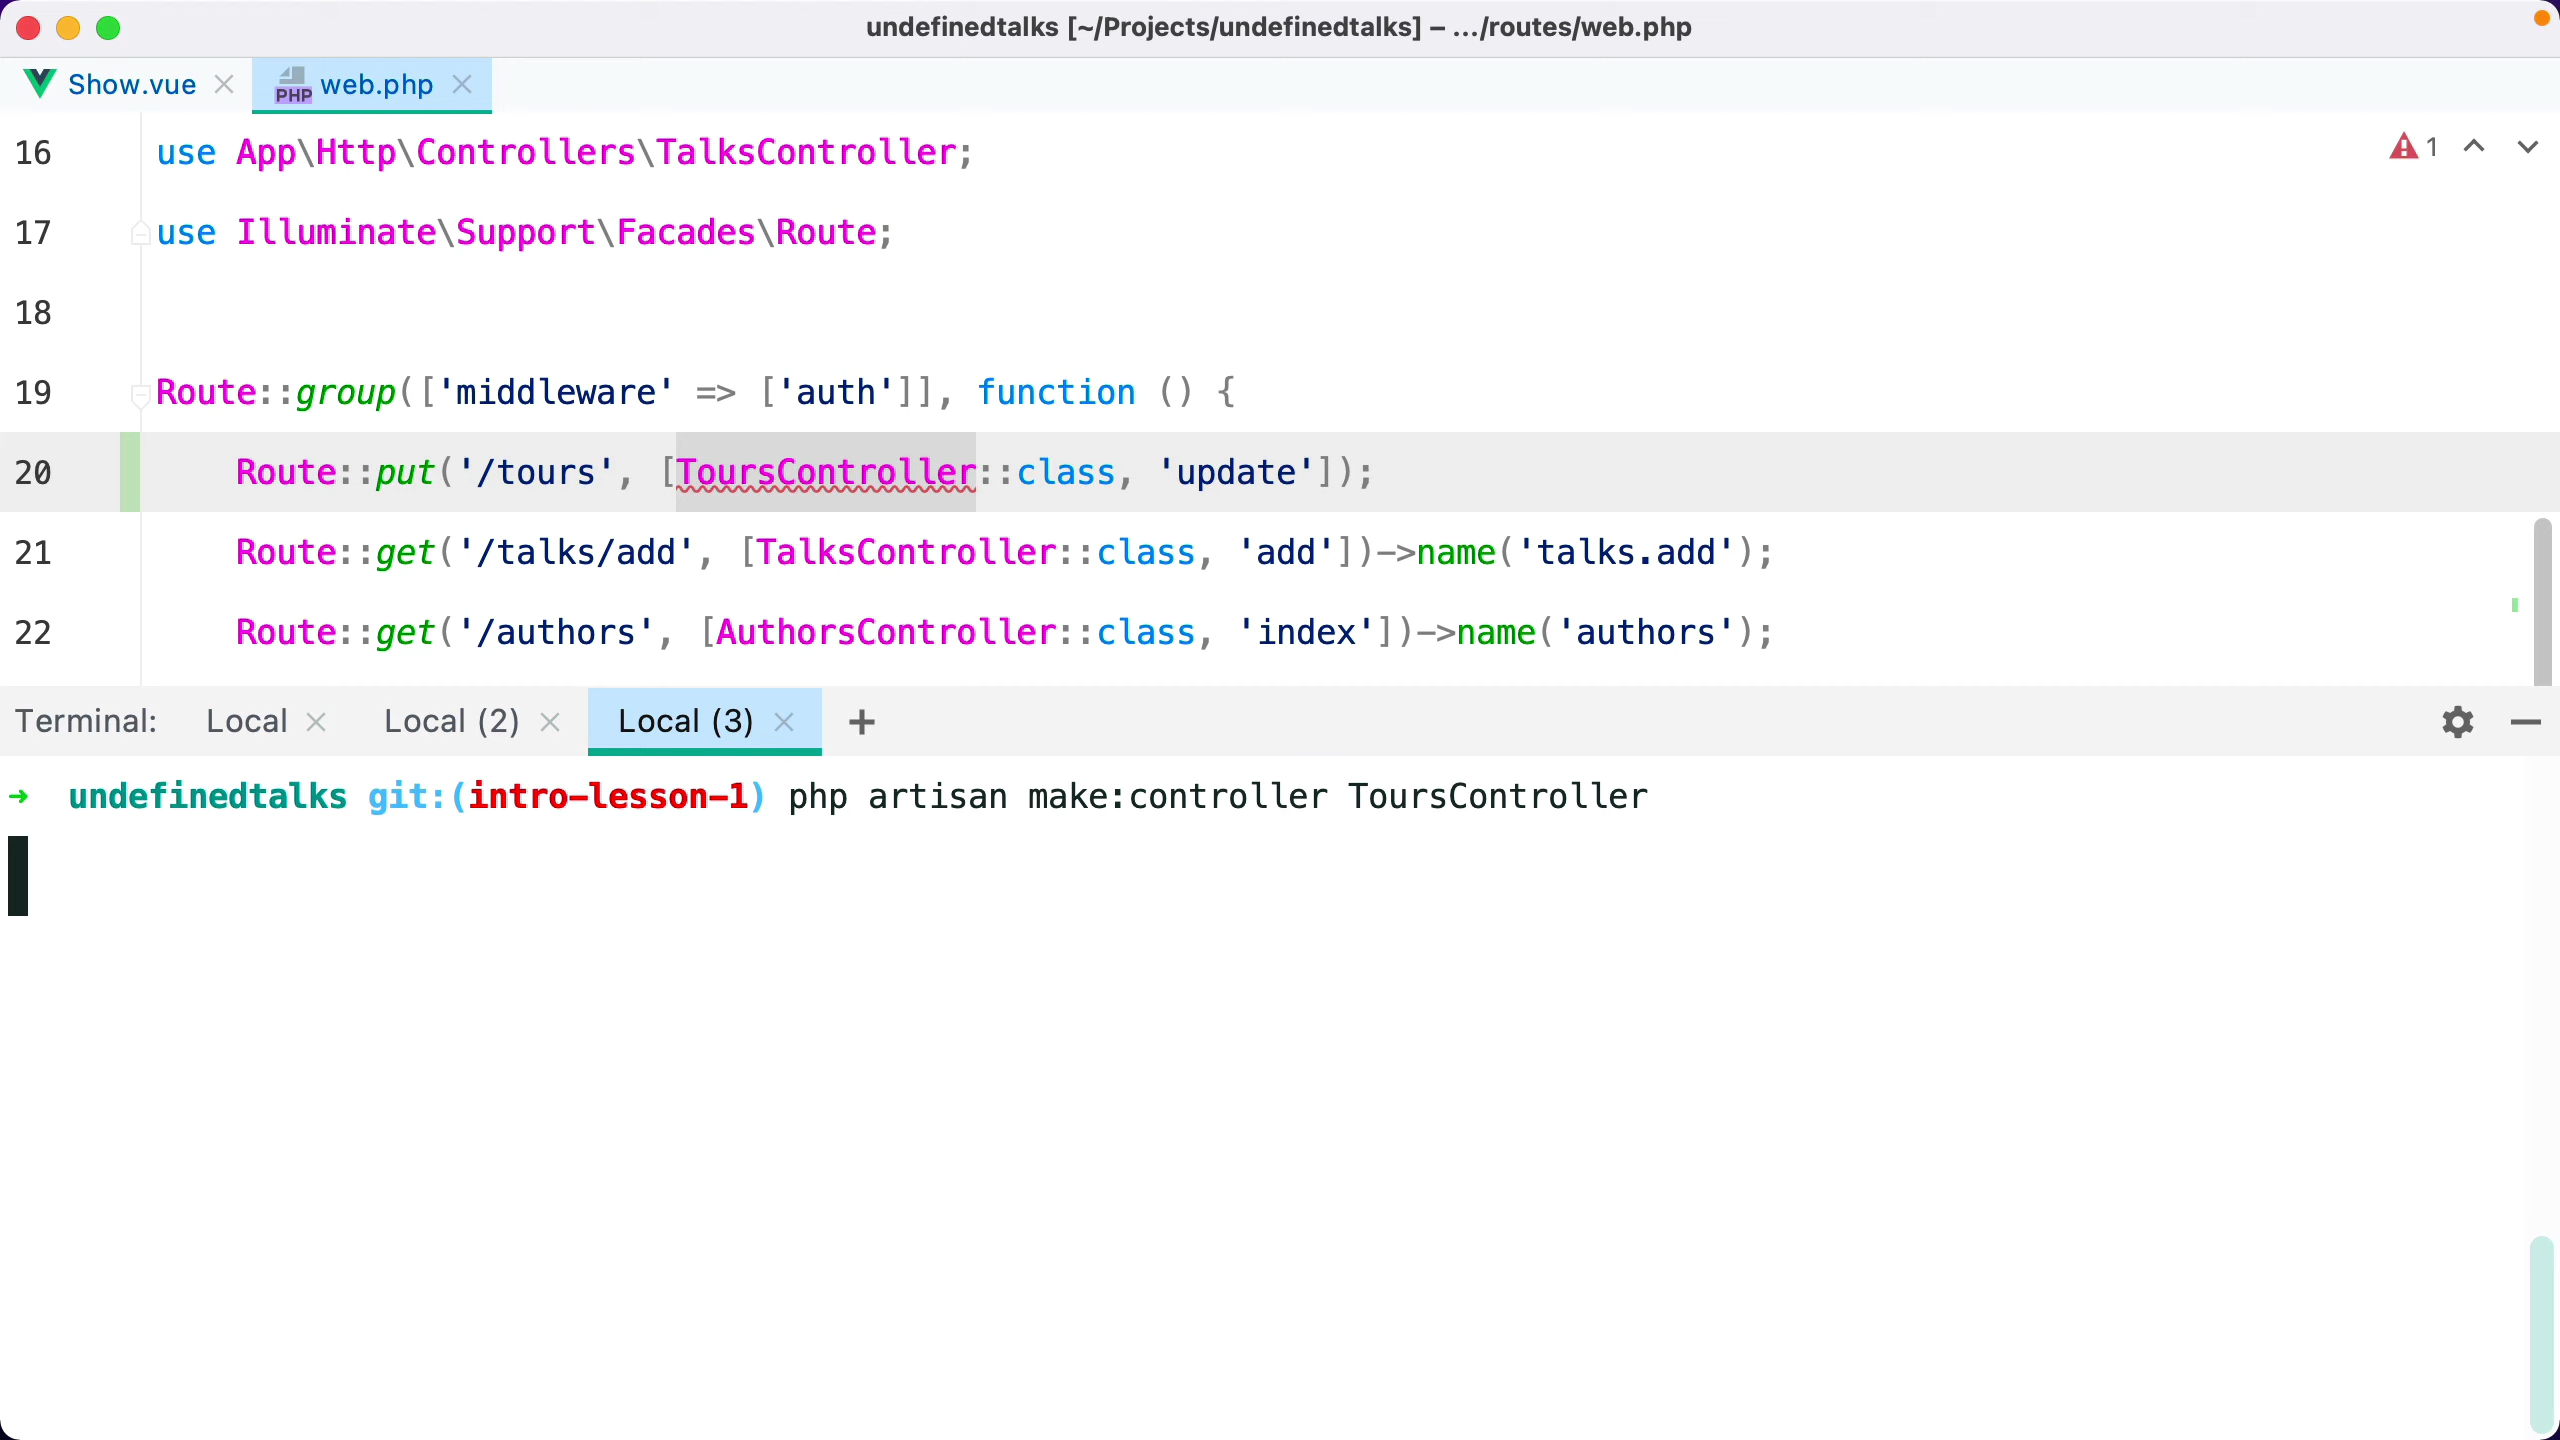 undefinedtalks [~/Projects/undefinedtalks] – .../routes/web.php
Show.vue PHP web.php
16 use App\Http\Controllers\TalksController; 1
17 use Illuminate\Support\Facades\Route;
18
19 Route::group(['middleware' => ['auth']], function () {
20 Route::put('/tours', [ToursController::class, 'update']);
21 Route::get('/talks/add', [TalksController::class, 'add'])->name('talks.add');
22 Route::get('/authors', [AuthorsController::class, 'index'])->name('authors');
Terminal: Local Local (2) Local (3)
→ undefinedtalks git:(intro-lesson-1) php artisan make:controller ToursController